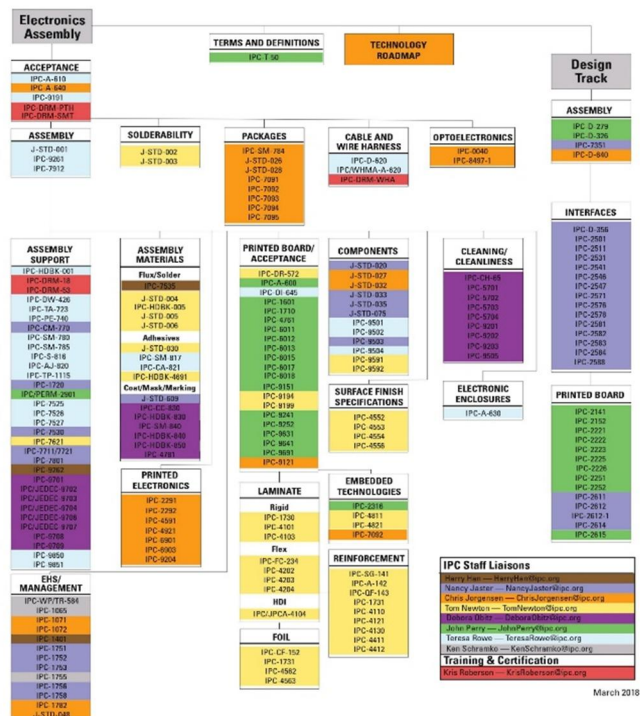 Electronics
Assembly
TERMS AND DEFINITIONS
IPC-T-50
TECHNOLOGY
ROADMAP
Design
Track
ACCEPTANCE
IPC-A-610
IPC-A-640
IPC-9191
IPC-DRM-PTH
IPC-DRM-SMT
ASSEMBLY
J-STD-001
IPC-9261
IPC-7912
SOLDERABILITY
J-STD-002
J-STD-003
PACKAGES
IPC-SM-784
J-STD-026
J-STD-028
IPC-7091
IPC-7092
IPC-7093
IPC-7094
IPC-7095
CABLE AND
WIRE HARNESS
IPC-D-620
IPC/WHMA-A-620
IPC-DRM-WHA
OPTOELECTRONICS
IPC-0040
IPC-8497-1
ASSEMBLY
IPC-D-279
IPC-D-326
IPC-7351
IPC-D-640
INTERFACES
IPC-D-356
IPC-2501
IPC-2511
IPC-2531
IPC-2541
IPC-2546
IPC-2547
IPC-2571
IPC-2576
IPC-2578
IPC-2581
IPC-2582
IPC-2583
IPC-2584
IPC-2588
PRINTED BOARD
IPC-2141
IPC-2152
IPC-2221
IPC-2222
IPC-2223
IPC-2225
IPC-2226
IPC-2251
IPC-2252
IPC-2611
IPC-2612
IPC-2612-1
IPC-2614
IPC-2615
ASSEMBLY
SUPPORT
IPC-HDBK-001
IPC-DRM-18
IPC-DRM-53
IPC-DW-426
IPC-TA-723
IPC-PE-740
IPC-CM-770
IPC-SM-780
IPC-SM-785
IPC-S-816
IPC-AJ-820
IPC-TP-1115
IPC-1720
IPC/PERM-2901
IPC-7525
IPC-7526
IPC-7527
IPC-7530
IPC-7621
IPC-7711/7721
IPC-7801
IPC-9262
IPC-9701
IPC/JEDEC-9702
IPC/JEDEC-9703
IPC/JEDEC-9704
IPC/JEDEC-9706
IPC/JEDEC-9707
IPC-9708
IPC-9709
IPC-9850
IPC-9851
EHS/
MANAGEMENT
IPC-WP/TR-584
IPC-1065
IPC-1071
IPC-1072
IPC-1401
IPC-1751
IPC-1752
IPC-1753
IPC-1755
IPC-1756
IPC-1758
IPC-1782
J-STD-048
ASSEMBLY
MATERIALS
Flux/Solder
IPC-7535
J-STD-004
IPC-HDBK-005
J-STD-005
J-STD-006
Adhesives
J-STD-030
IPC-SM-817
IPC-CA-821
IPC-HDBK-4691
Coat/Mask/Marking
J-STD-609
IPC-CC-830
IPC-HDBK-830
IPC-SM-840
IPC-HDBK-840
IPC-HDBK-850
IPC-4781
PRINTED
ELECTRONICS
IPC-2291
IPC-2292
IPC-4591
IPC-4921
IPC-6901
IPC-6903
IPC-9204
PRINTED BOARD/
ACCEPTANCE
IPC-DR-572
IPC-A-600
IPC-OI-645
IPC-1601
IPC-1710
IPC-4761
IPC-6011
IPC-6012
IPC-6013
IPC-6015
IPC-6017
IPC-6018
IPC-9151
IPC-9194
IPC-9199
IPC-9241
IPC-9252
IPC-9631
IPC-9641
IPC-9691
IPC-9121
LAMINATE
Rigid
IPC-1730
IPC-4101
IPC-4103
Flex
IPC-FC-234
IPC-4202
IPC-4203
IPC-4204
HDI
IPC/JPCA-4104
FOIL
IPC-CF-152
IPC-1731
IPC-4562
IPC-4563
COMPONENTS
J-STD-020
J-STD-027
J-STD-032
J-STD-033
J-STD-035
J-STD-075
IPC-9501
IPC-9502
IPC-9503
IPC-9504
IPC-9591
IPC-9592
SURFACE FINISH
SPECIFICATIONS
IPC-4552
IPC-4553
IPC-4554
IPC-4556
EMBEDDED
TECHNOLOGIES
IPC-2316
IPC-4811
IPC-4821
IPC-7092
REINFORCEMENT
IPC-SG-141
IPC-A-142
IPC-QF-143
IPC-1731
IPC-4110
IPC-4121
IPC-4130
IPC-4411
IPC-4412
CLEANING/
CLEANLINESS
IPC-CH-65
IPC-5701
IPC-5702
IPC-5703
IPC-5704
IPC-9201
IPC-9202
IPC-9203
IPC-9505
ELECTRONIC
ENCLOSURES
IPC-A-630
IPC Staff Liaisons
Harry Han — HarryHan@ipc.org
Nancy Jaster — NancyJaster@ipc.org
Chris Jorgensen — ChrisJorgensen@ipc.org
Tom Newton — TomNewton@ipc.org
Debora Obitz — DeboraObitz@ipc.org
John Perry — JohnPerry@ipc.org
Teresa Rowe — TeresaRowe@ipc.org
Ken Schramko — KenSchramko@ipc.org
Training & Certification
Kris Roberson — KrisRoberson@ipc.org
March 2018